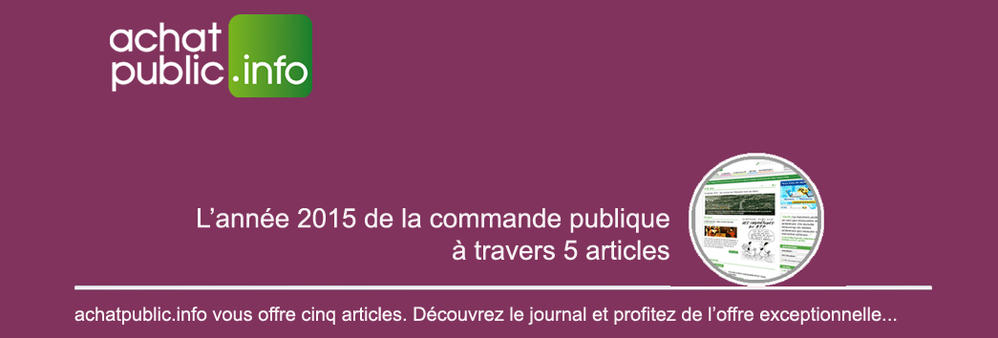 achat
public.info
L'année 2015 de la commande publique
à travers 5 articles
achatpublic.info vous offre cinq articles. Découvrez le journal et profitez de l'offre exceptionnelle...